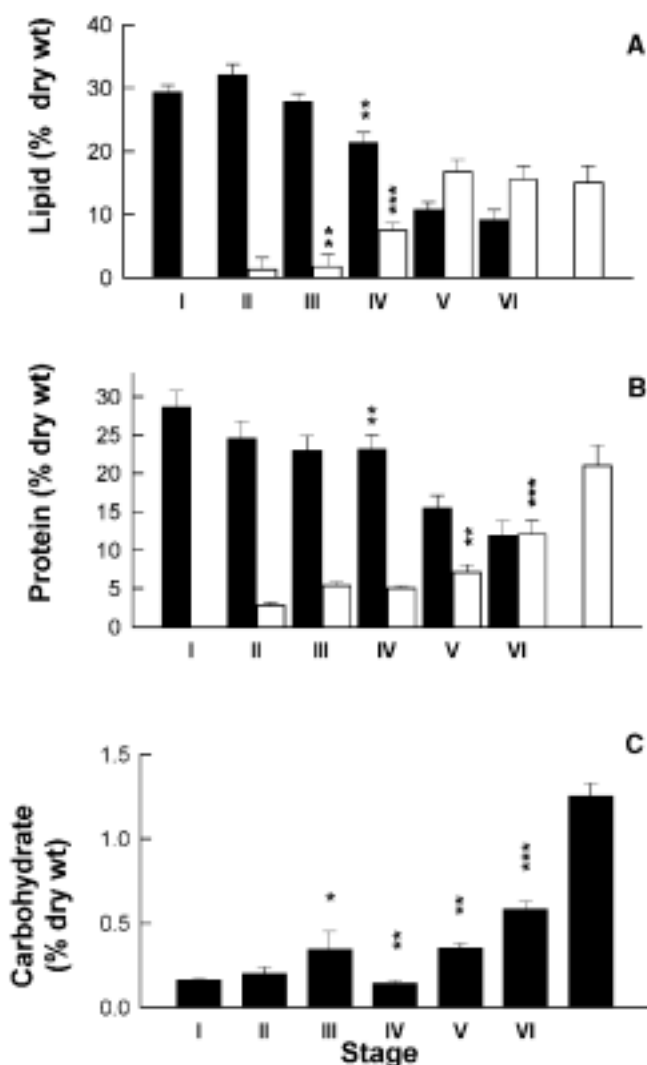 A
Lipid (% dry wt)
40
30
20
10
0
** ** *** 
I II III IV V VI
B
Protein (% dry wt)
30
25
20
15
10
5
0
** ** ***
I II III IV V VI
C
Carbohydrate
(% dry wt)
1.5
1.0
0.5
0.0
* ** ** ***
I II III IV V VI
Stage